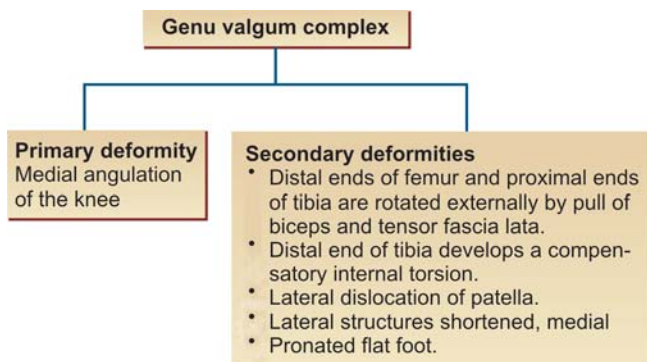 Genu valgum complex
Primary deformity
Medial angulation
of the knee
Secondary deformities
• Distal ends of femur and proximal ends
of tibia are rotated externally by pull of
biceps and tensor fascia lata.
• Distal end of tibia develops a compen-
satory internal torsion.
• Lateral dislocation of patella.
• Lateral structures shortened, medial
• Pronated flat foot.